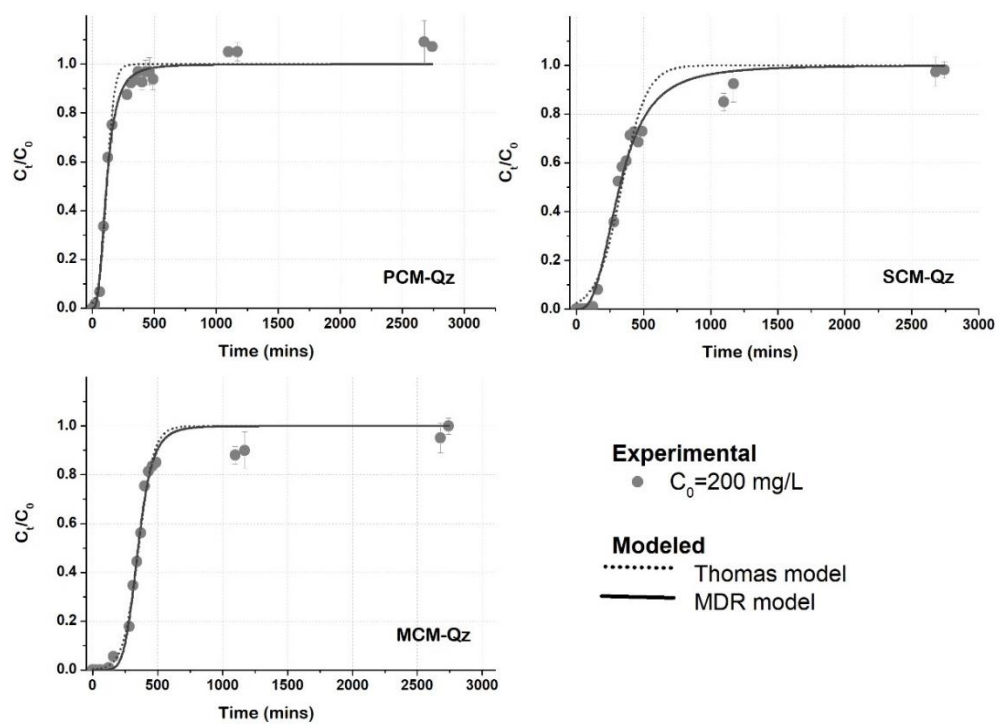 1.0
0.8
0.6
0.4
0.2
0.0
Cₜ/C₀
PCM-Qz
0 500 1000 1500 2000 2500 3000
Time (mins)
1.0
0.8
0.6
0.4
0.2
0.0
Cₜ/C₀
SCM-Qz
0 500 1000 1500 2000 2500 3000
Time (mins)
1.0
0.8
0.6
0.4
0.2
0.0
Cₜ/C₀
MCM-Qz
0 500 1000 1500 2000 2500 3000
Time (mins)
Experimental
C₀=200 mg/L
Modeled
Thomas model
MDR model